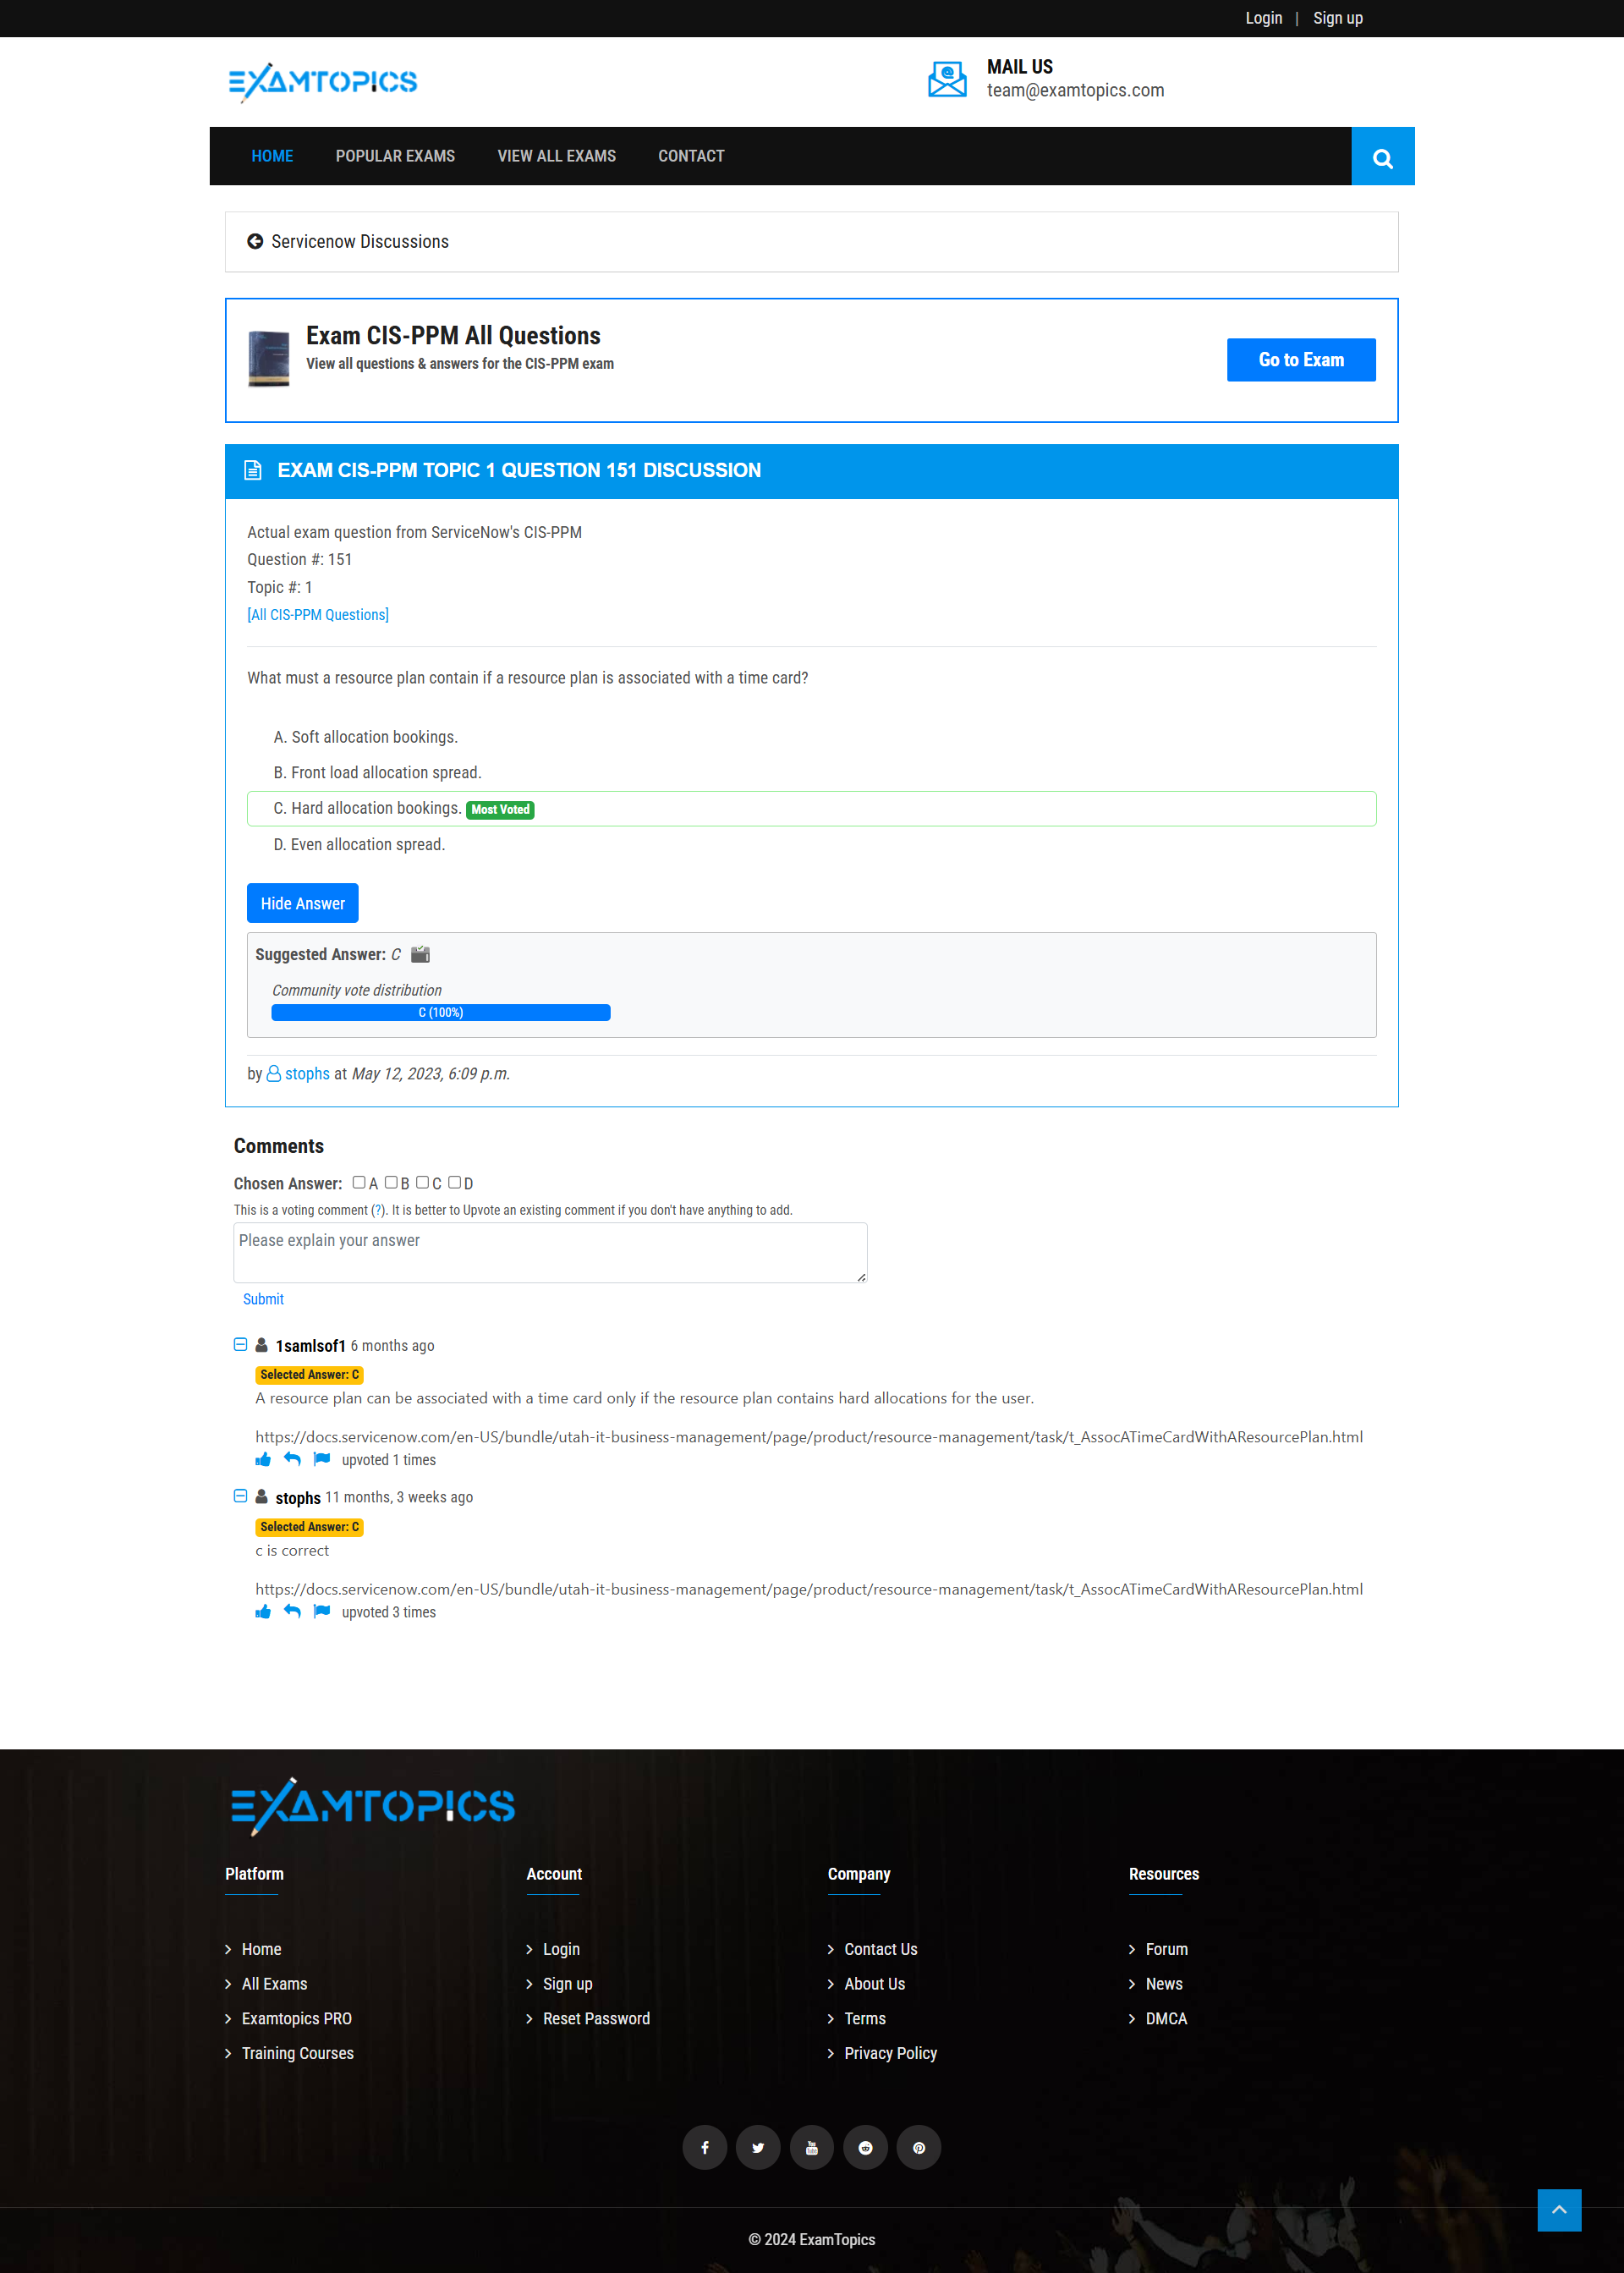 Login | Sign up
EXAMTOPICS
MAIL US
team@examtopics.com
HOME POPULAR EXAMS VIEW ALL EXAMS CONTACT
Servicenow Discussions
Exam CIS-PPM All Questions
View all questions & answers for the CIS-PPM exam
Go to Exam
EXAM CIS-PPM TOPIC 1 QUESTION 151 DISCUSSION
Actual exam question from ServiceNow's CIS-PPM
Question #: 151
Topic #: 1
[All CIS-PPM Questions]
What must a resource plan contain if a resource plan is associated with a time card?
A. Soft allocation bookings.
B. Front load allocation spread.
C. Hard allocation bookings. Most Voted
D. Even allocation spread.
Hide Answer
Suggested Answer: C
Community vote distribution
C (100%)
by stophs at May 12, 2023, 6:09 p.m.
Comments
Chosen Answer: A B C D
This is a voting comment (?). It is better to Upvote an existing comment if you don't have anything to add.
Please explain your answer
Submit
1samlsof1 6 months ago
Selected Answer: C
A resource plan can be associated with a time card only if the resource plan contains hard allocations for the user.
https://docs.servicenow.com/en-US/bundle/utah-it-business-management/page/product/resource-management/task/t_AssocATimeCardWithAResourcePlan.html
upvoted 1 times
stophs 11 months, 3 weeks ago
Selected Answer: C
c is correct
https://docs.servicenow.com/en-US/bundle/utah-it-business-management/page/product/resource-management/task/t_AssocATimeCardWithAResourcePlan.html
upvoted 3 times
EXAMTOPICS
Platform Account Company Resources
Home Login Contact Us Forum
All Exams Sign up About Us News
Examtopics PRO Reset Password Terms DMCA
Training Courses Privacy Policy
© 2024 ExamTopics